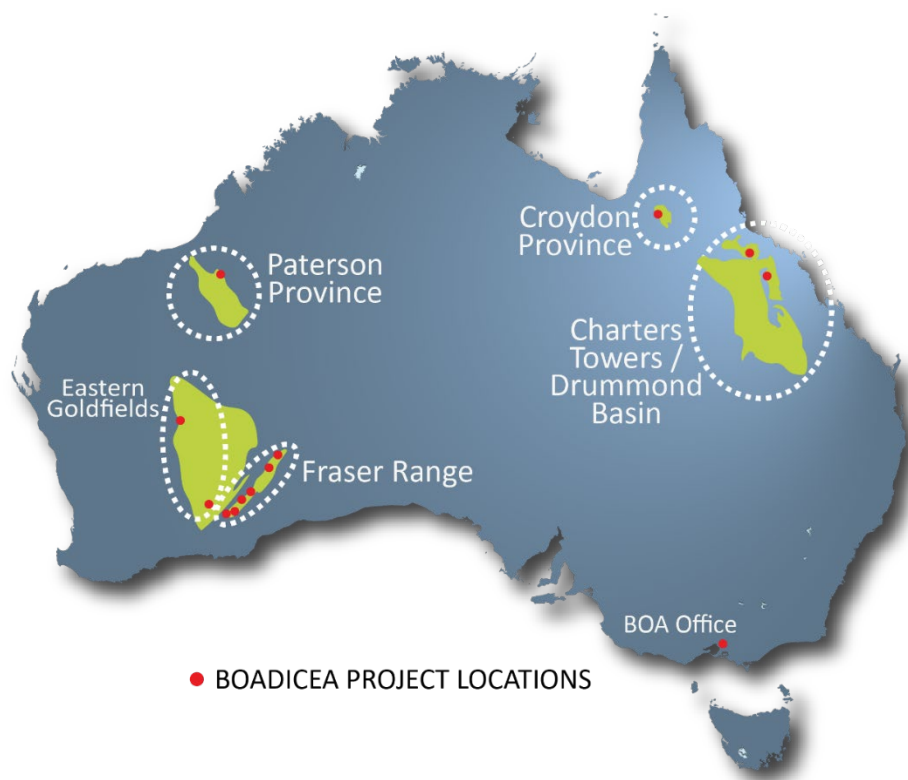 Croydon
Province
Paterson
Province
Charters
Towers /
Drummond
Basin
Eastern
Goldfields
Fraser Range
BOA Office
BOADICEA PROJECT LOCATIONS